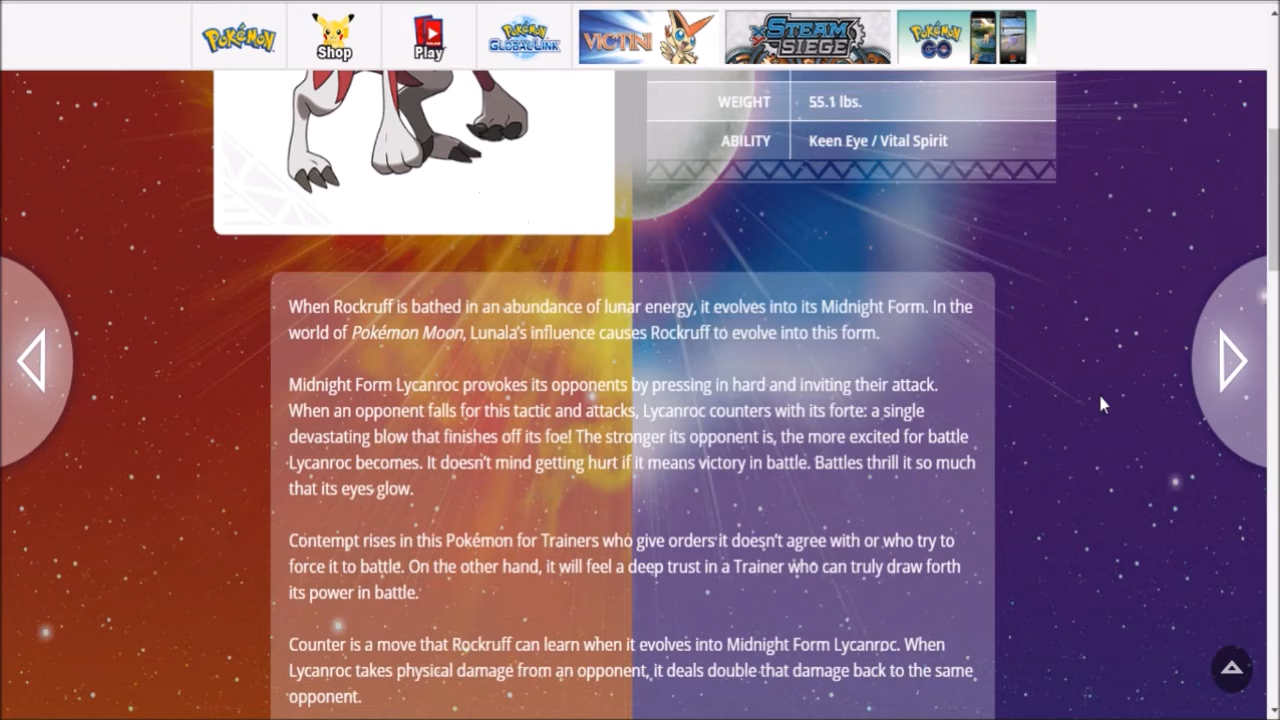 Pokémon
Shop
Play
Pokémon
GLOBAL LINK
VICTINI
STEAM
SIEGE
Pokémon
GO
WEIGHT 55.1 lbs.
ABILITY Keen Eye / Vital Spirit
When Rockruff is bathed in an abundance of lunar energy, it evolves into its Midnight Form. In the
world of Pokémon Moon, Lunala's influence causes Rockruff to evolve into this form.
Midnight Form Lycanroc provokes its opponents by pressing in hard and inviting their attack.
When an opponent falls for this tactic and attacks, Lycanroc counters with its forte: a single
devastating blow that finishes off its foe! The stronger its opponent is, the more excited for battle
Lycanroc becomes. It doesn't mind getting hurt if it means victory in battle. Battles thrill it so much
that its eyes glow.
Contempt rises in this Pokémon for Trainers who give orders it doesn't agree with or who try to
force it to battle. On the other hand, it will feel a deep trust in a Trainer who can truly draw forth
its power in battle.
Counter is a move that Rockruff can learn when it evolves into Midnight Form Lycanroc. When
Lycanroc takes physical damage from an opponent, it deals double that damage back to the same
opponent.